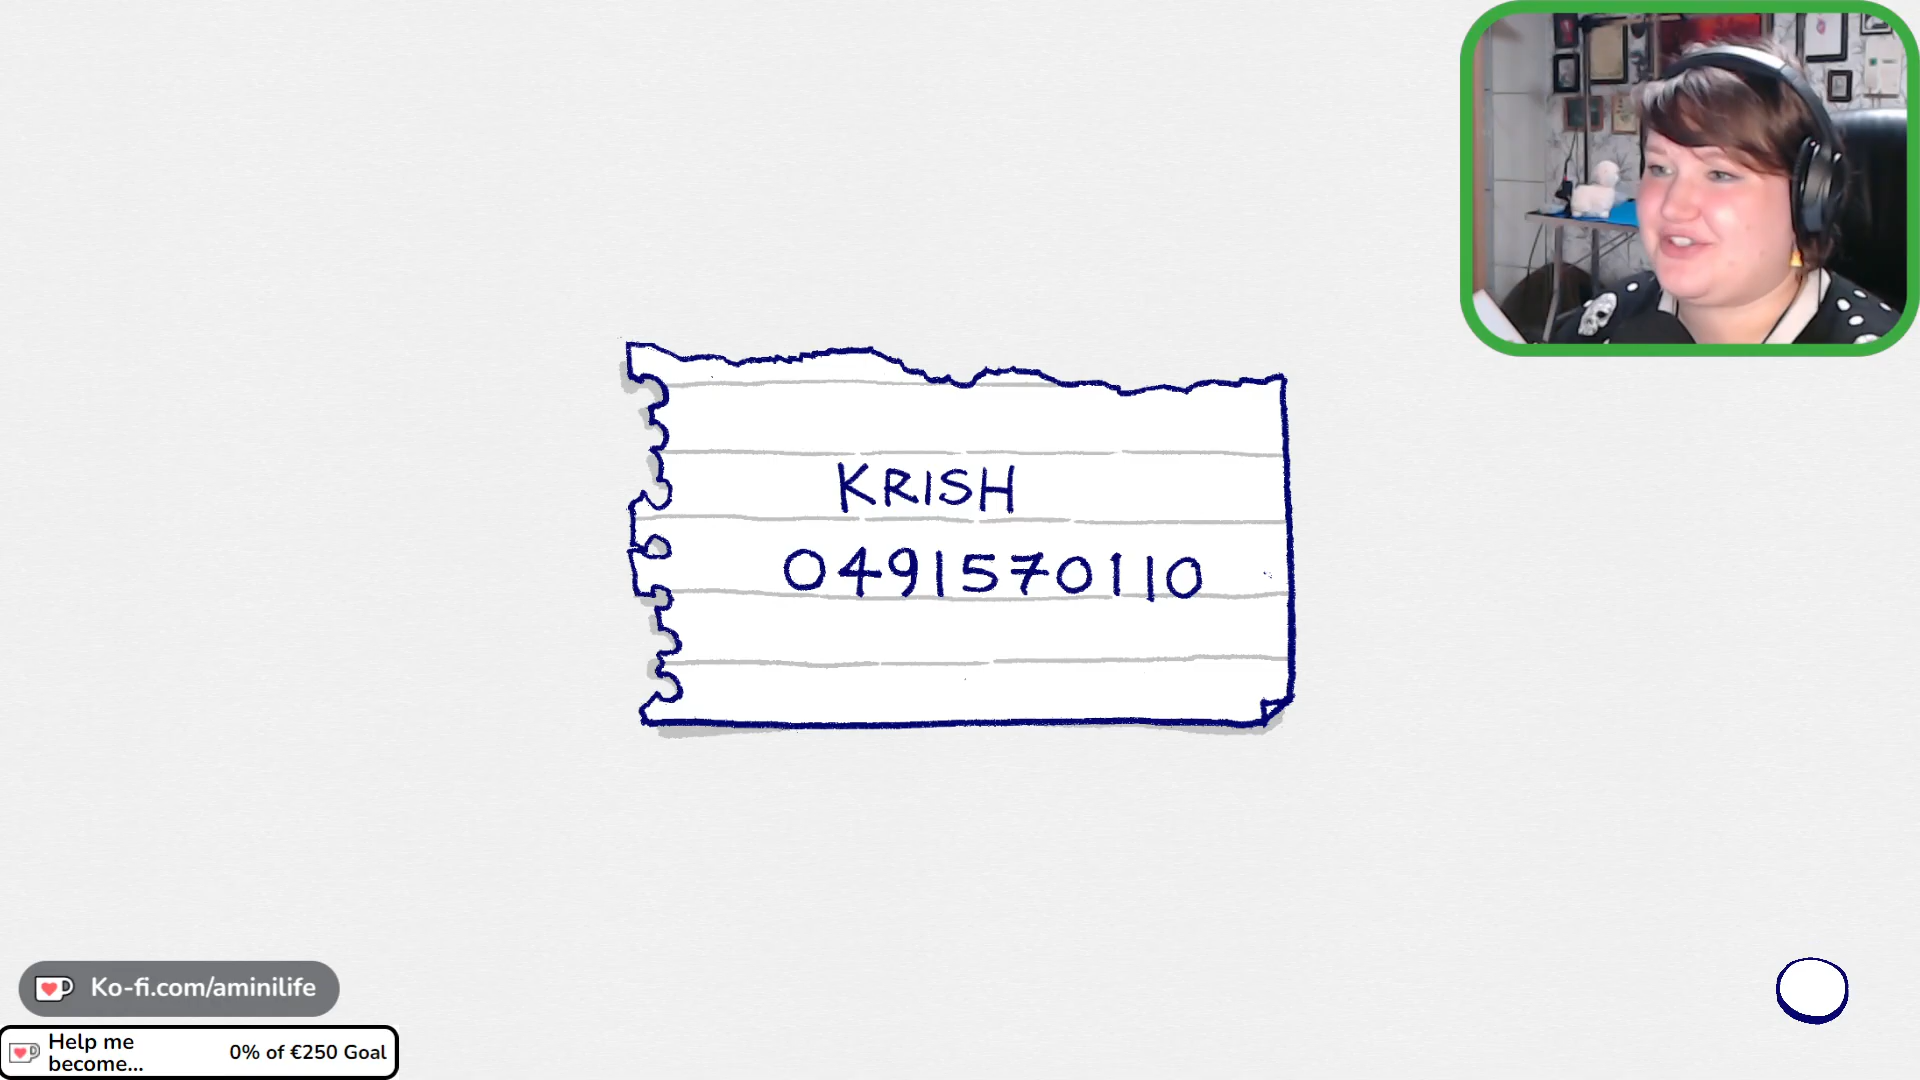 KRISH
0491570110
Ko-fi.com/aminilife
Help me
become...
0% of €250 Goal